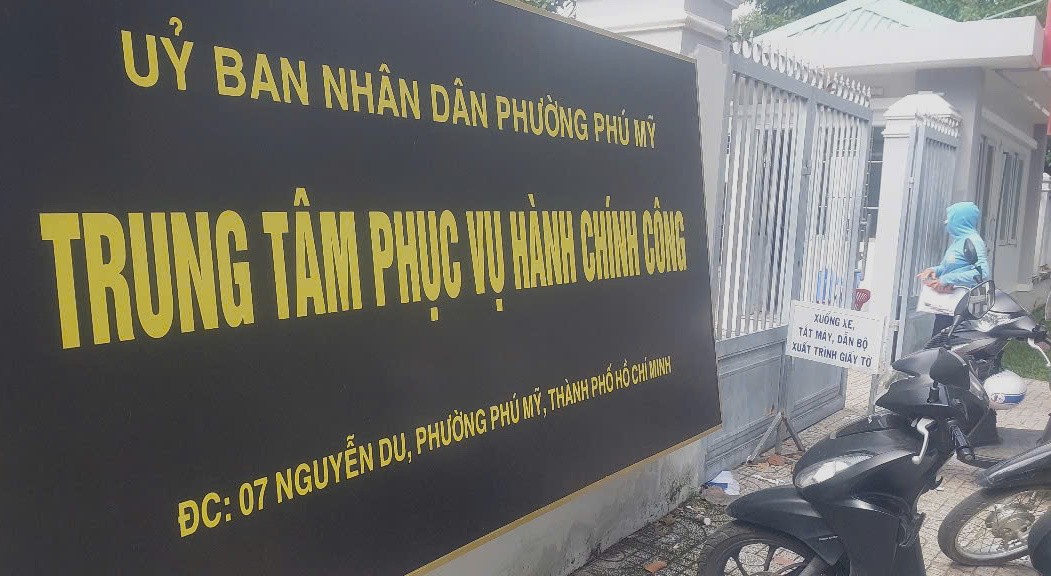 UỶ BAN NHÂN DÂN PHƯỜNG PHÚ MỸ
TRUNG TÂM PHỤC VỤ HÀNH CHÍNH CÔNG
ĐC: 07 NGUYỄN DU, PHƯỜNG PHÚ MỸ, THÀNH PHỐ HỒ CHÍ MINH
XUỐNG XE,
TẮT MÁY, DẪN BỘ
XUẤT TRÌNH GIẤY TỜ